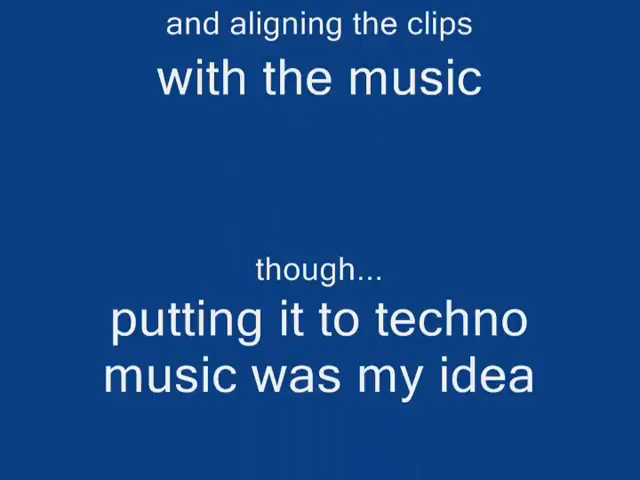 and aligning the clips
with the music
though...
putting it to techno
music was my idea